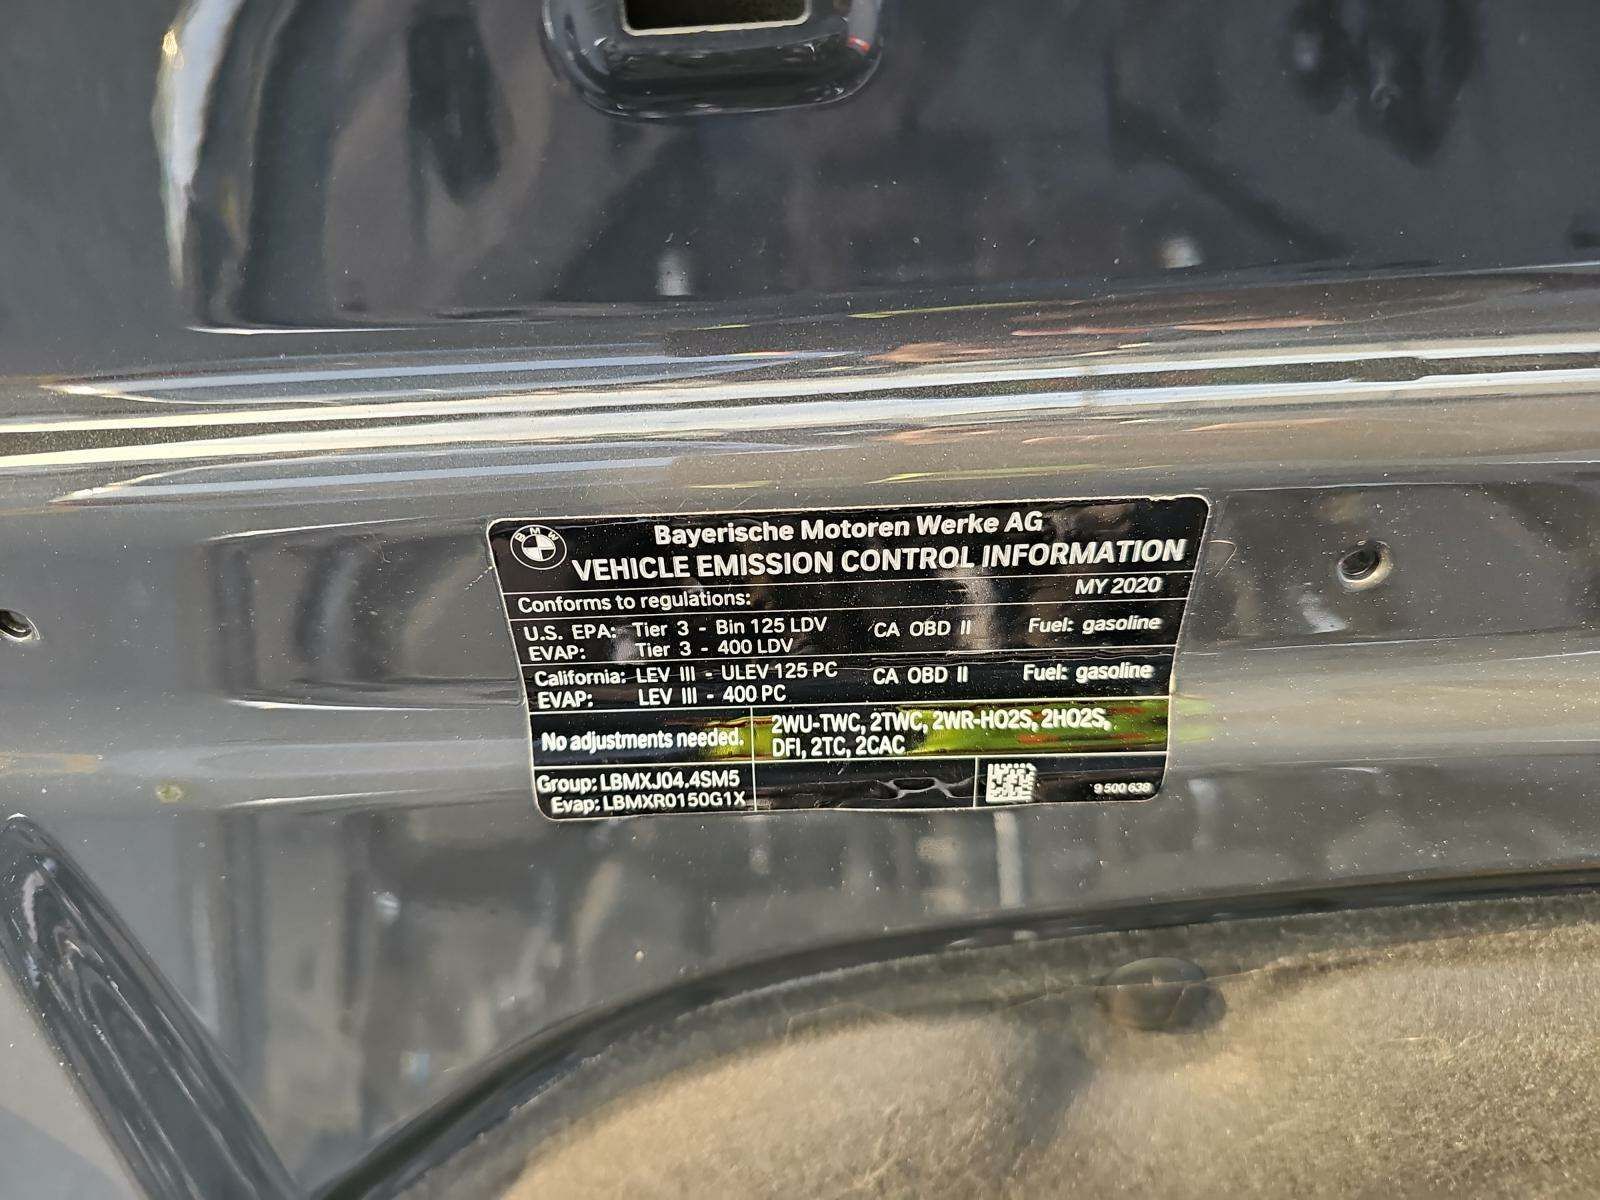 BMW
Bayerische Motoren Werke AG
VEHICLE EMISSION CONTROL INFORMATION
MY 2020
Conforms to regulations:
U.S. EPA: Tier 3 - Bin 125 LDV CA OBD II Fuel: gasoline
EVAP: Tier 3 - 400 LDV
California: LEV III - ULEV 125 PC CA OBD II Fuel: gasoline
EVAP: LEV III - 400 PC
No adjustments needed.
2WU-TWC, 2TWC, 2WR-HO2S, 2HO2S,
DFI, 2TC, 2CAC
Group: LBMXJ04.4SM5
Evap: LBMXR0150G1X
9 500 638